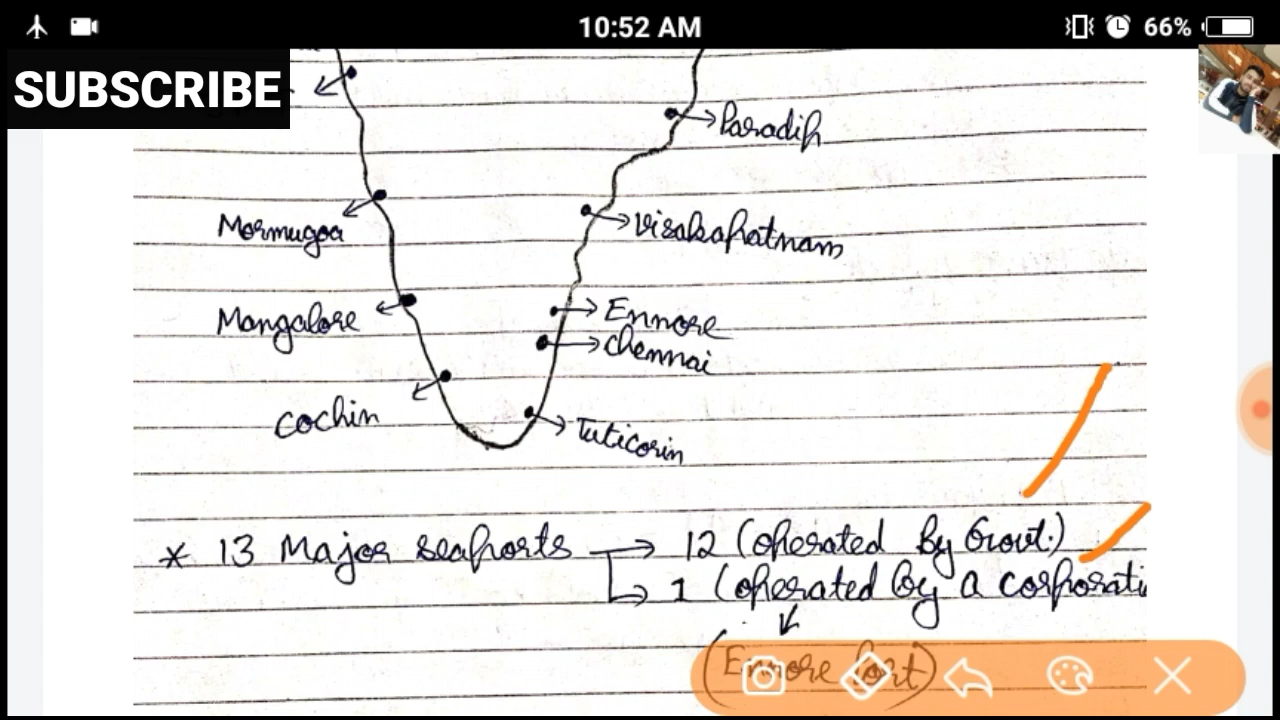 10:52 AM
66%
SUBSCRIBE
Paradip
Mormugoa
Visakapatnam
Mangalore
Ennore
Chennai
Cochin
Tuticorin
* 13 Major seaports → 12 (operated by Govt.)
→ 1 (operated by a corporati
(Ennore Port)